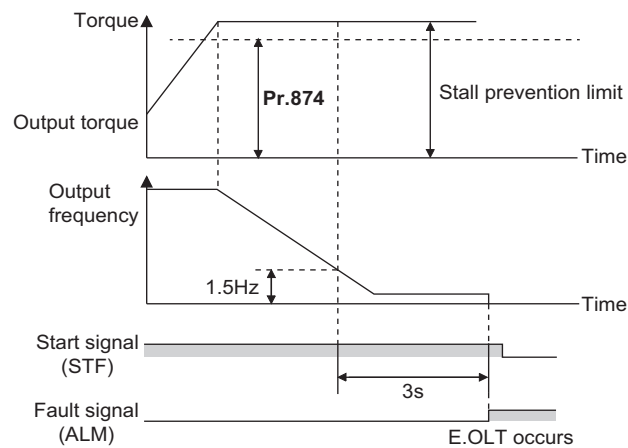 Torque
Pr.874
Stall prevention limit
Output torque
Time
Output
frequency
1.5Hz
Time
Start signal
(STF)
3s
Fault signal
(ALM)
E.OLT occurs